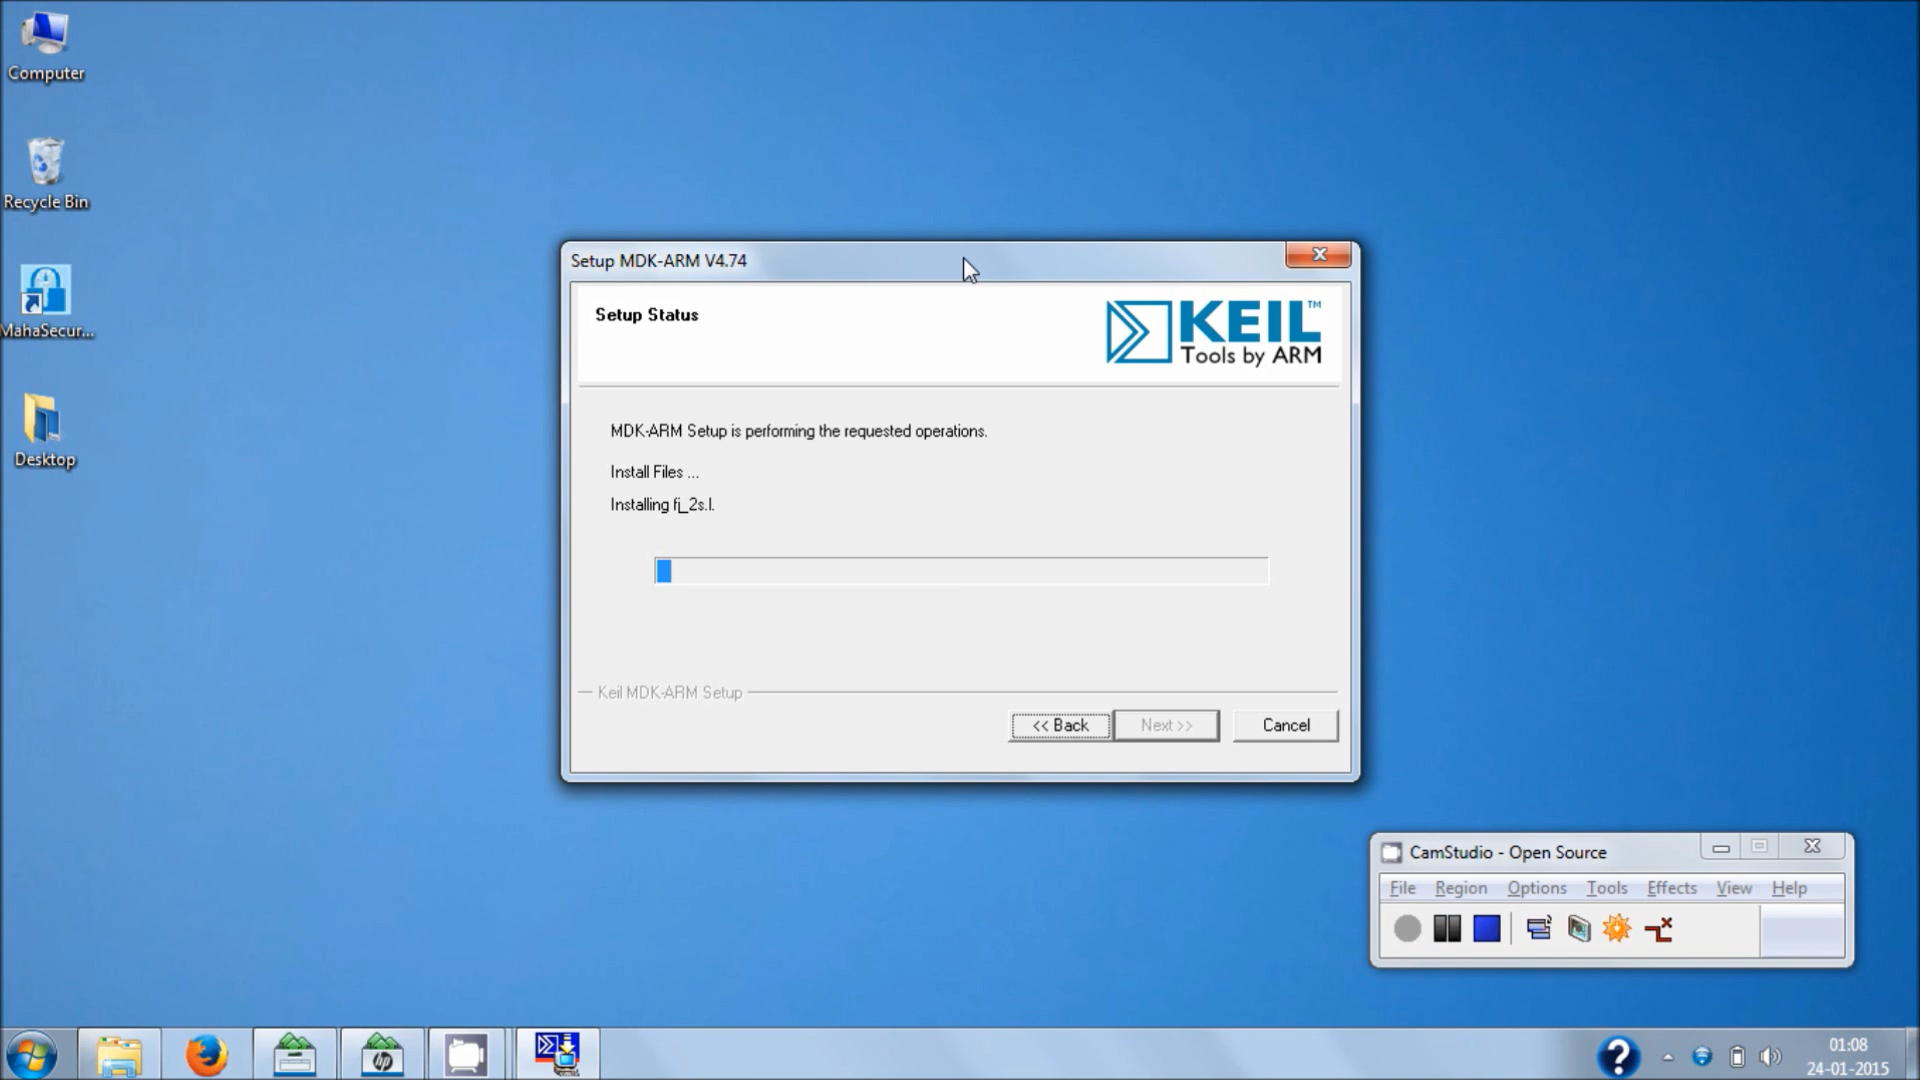 Computer
Recycle Bin
MahaSecur...
Desktop
Setup MDK-ARM V4.74
Setup Status
KEIL™
Tools by ARM
MDK-ARM Setup is performing the requested operations.
Install Files ...
Installing fj_2s.l.
Keil MDK-ARM Setup
<< Back
Next >>
Cancel
CamStudio - Open Source
File Region Options Tools Effects View Help
hp
?
01:08
24-01-2015